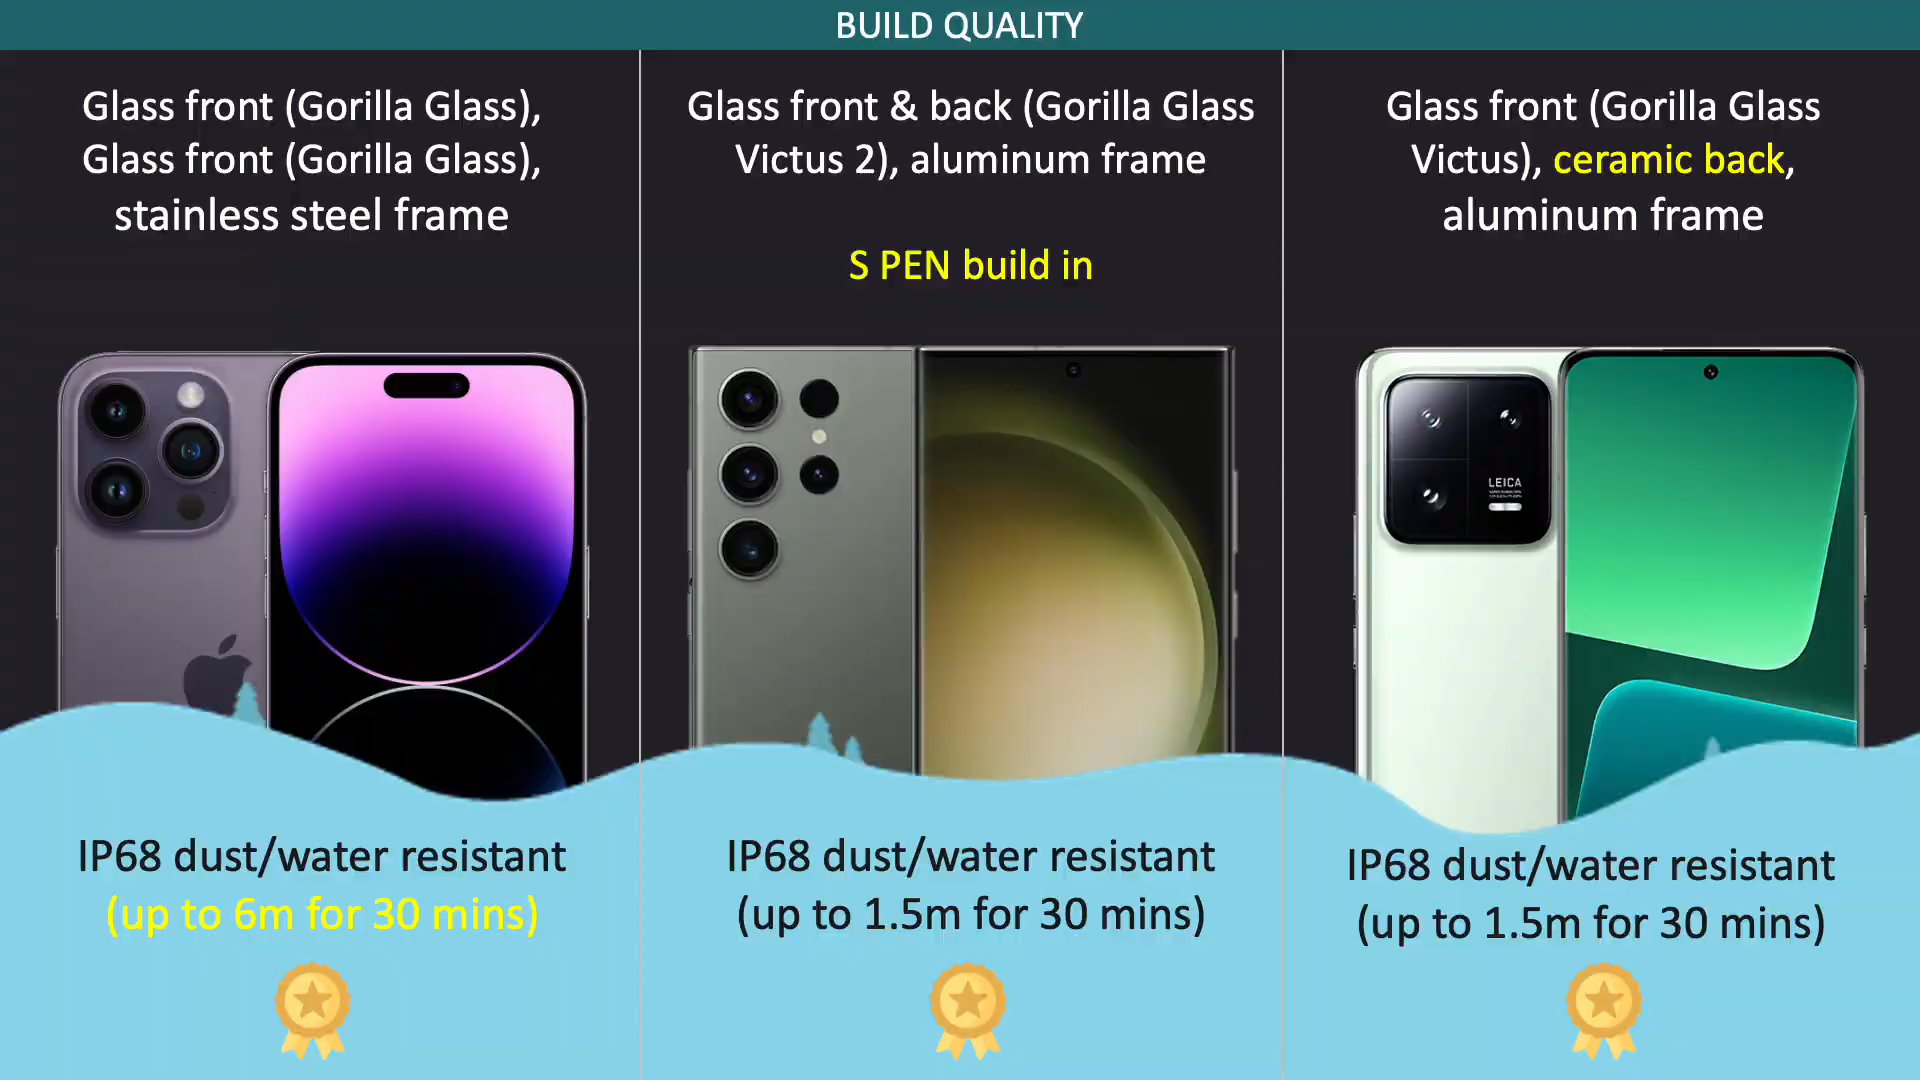 BUILD QUALITY
Glass front (Gorilla Glass),
Glass front (Gorilla Glass),
stainless steel frame
IP68 dust/water resistant
(up to 6m for 30 mins)
Glass front & back (Gorilla Glass
Victus 2), aluminum frame
S PEN build in
IP68 dust/water resistant
(up to 1.5m for 30 mins)
Glass front (Gorilla Glass
Victus), ceramic back,
aluminum frame
LEICA
IP68 dust/water resistant
(up to 1.5m for 30 mins)